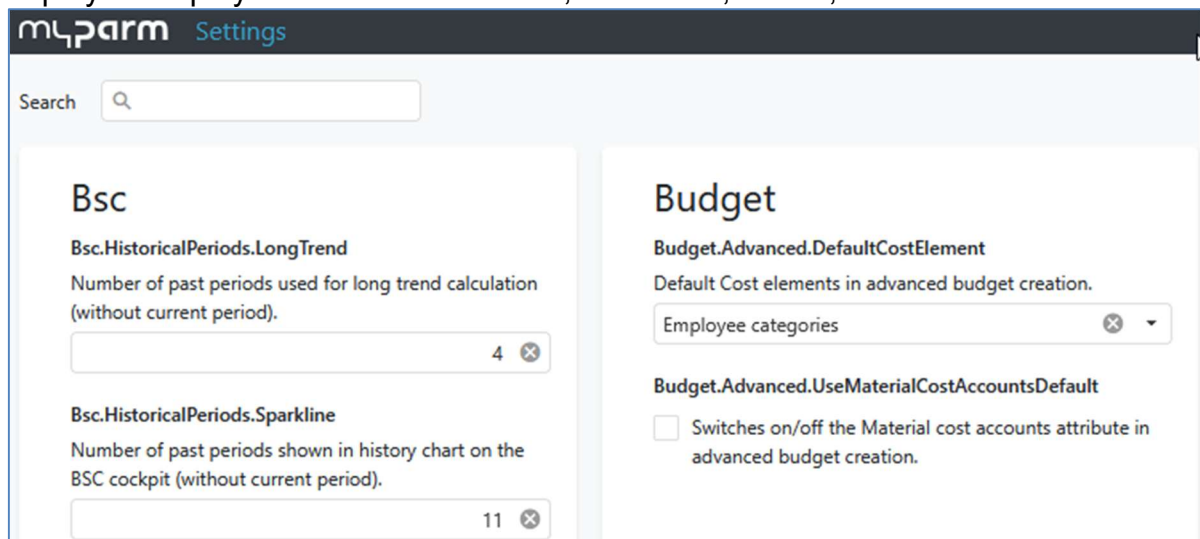 myparm Settings
Search
Bsc
Bsc.HistoricalPeriods.LongTrend
Number of past periods used for long trend calculation
(without current period).
4
Bsc.HistoricalPeriods.Sparkline
Number of past periods shown in history chart on the
BSC cockpit (without current period).
11
Budget
Budget.Advanced.DefaultCostElement
Default Cost elements in advanced budget creation.
Employee categories
Budget.Advanced.UseMaterialCostAccountsDefault
Switches on/off the Material cost accounts attribute in
advanced budget creation.